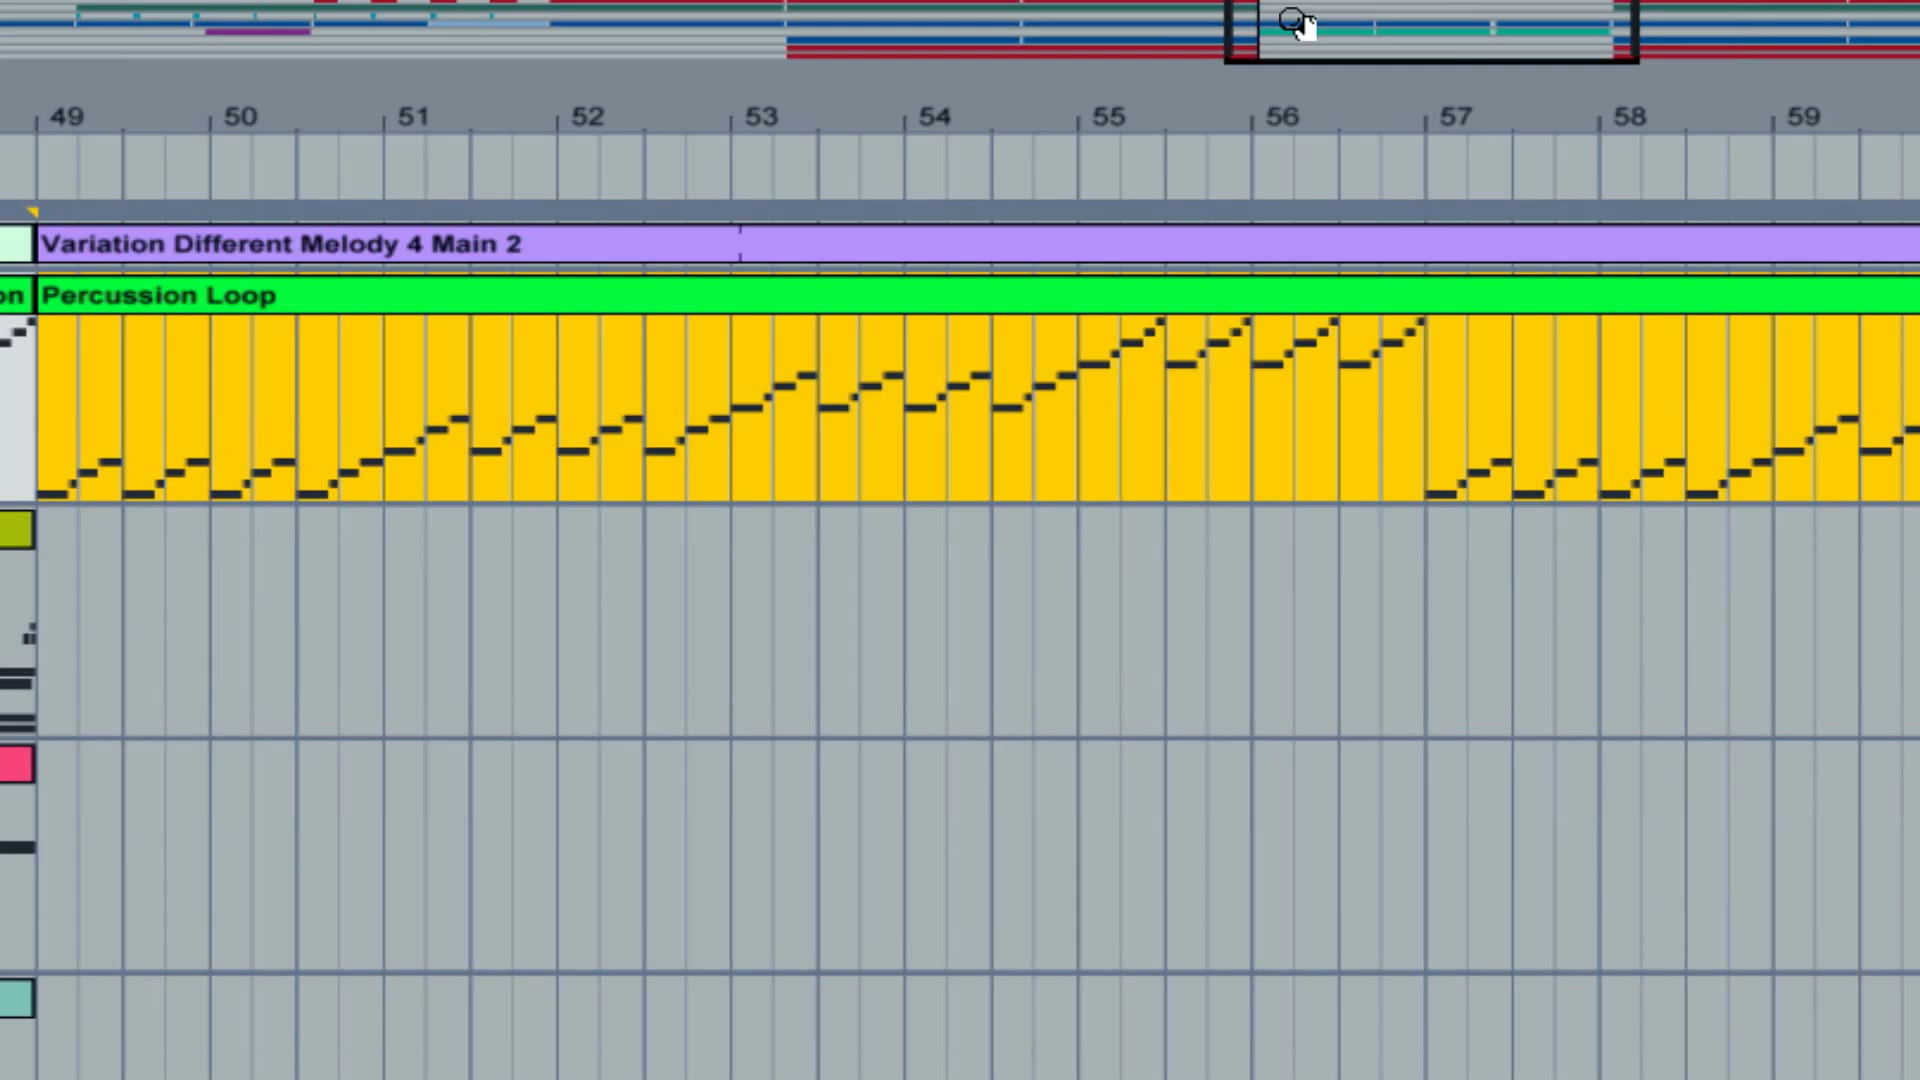 49 50 51 52 53 54 55 56 57 58 59
Variation Different Melody 4 Main 2
on Percussion Loop